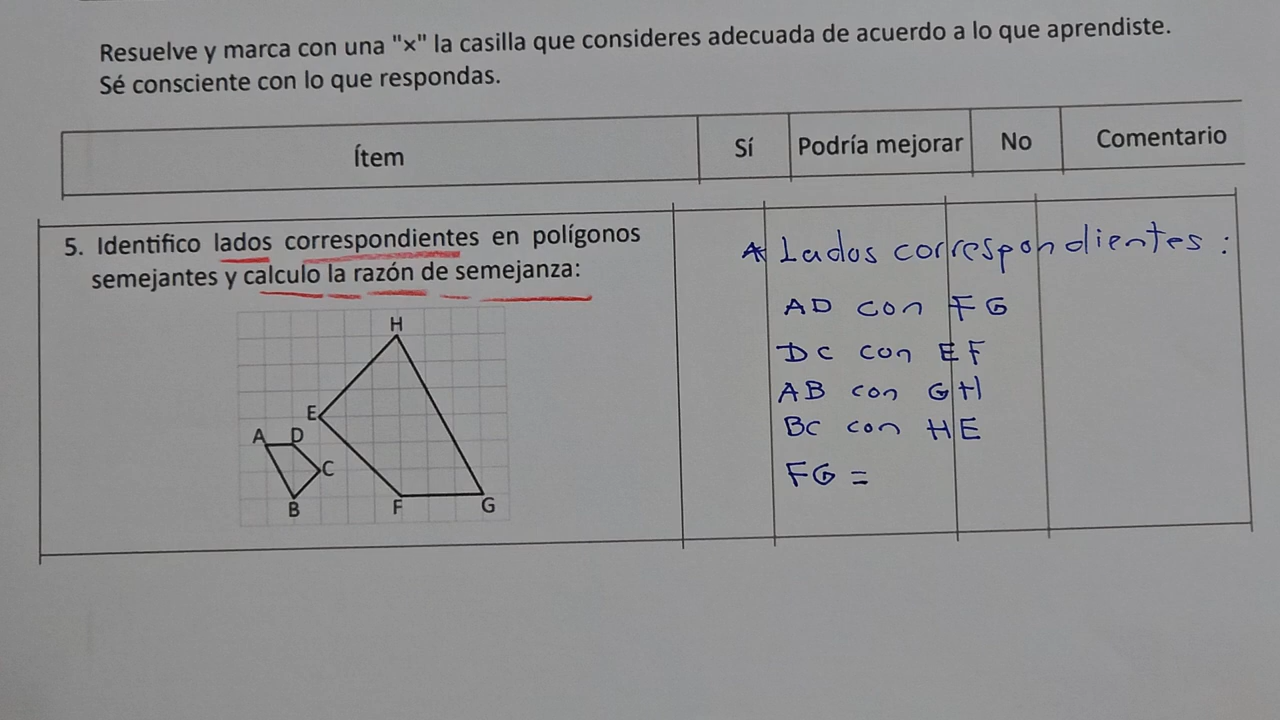 Resuelve y marca con una "×" la casilla que consideres adecuada de acuerdo a lo que aprendiste.
Sé consciente con lo que respondas.
Ítem
Sí
Podría mejorar
No
Comentario
5. Identifico lados correspondientes en polígonos
semejantes y calculo la razón de semejanza:
H
E
A D
C
B
F
G
Lados correspondientes :
AD con FG
DC con EF
AB con GH
BC con HE
FG =